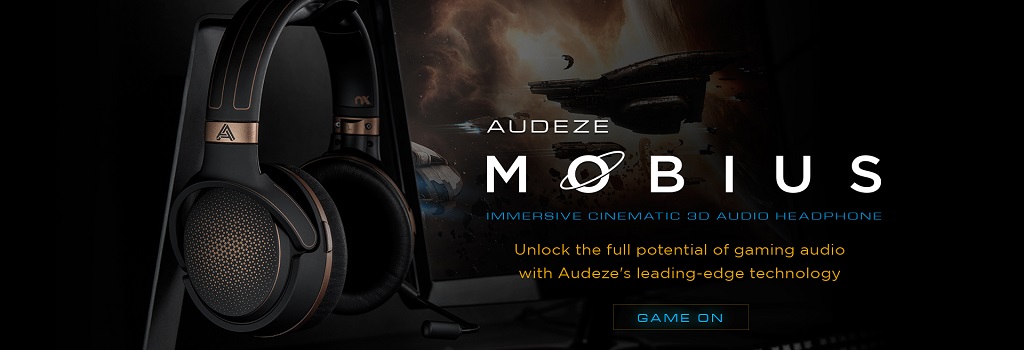 nx
AUDEZE
MOBIUS
IMMERSIVE CINEMATIC 3D AUDIO HEADPHONE
Unlock the full potential of gaming audio
with Audeze's leading-edge technology
GAME ON